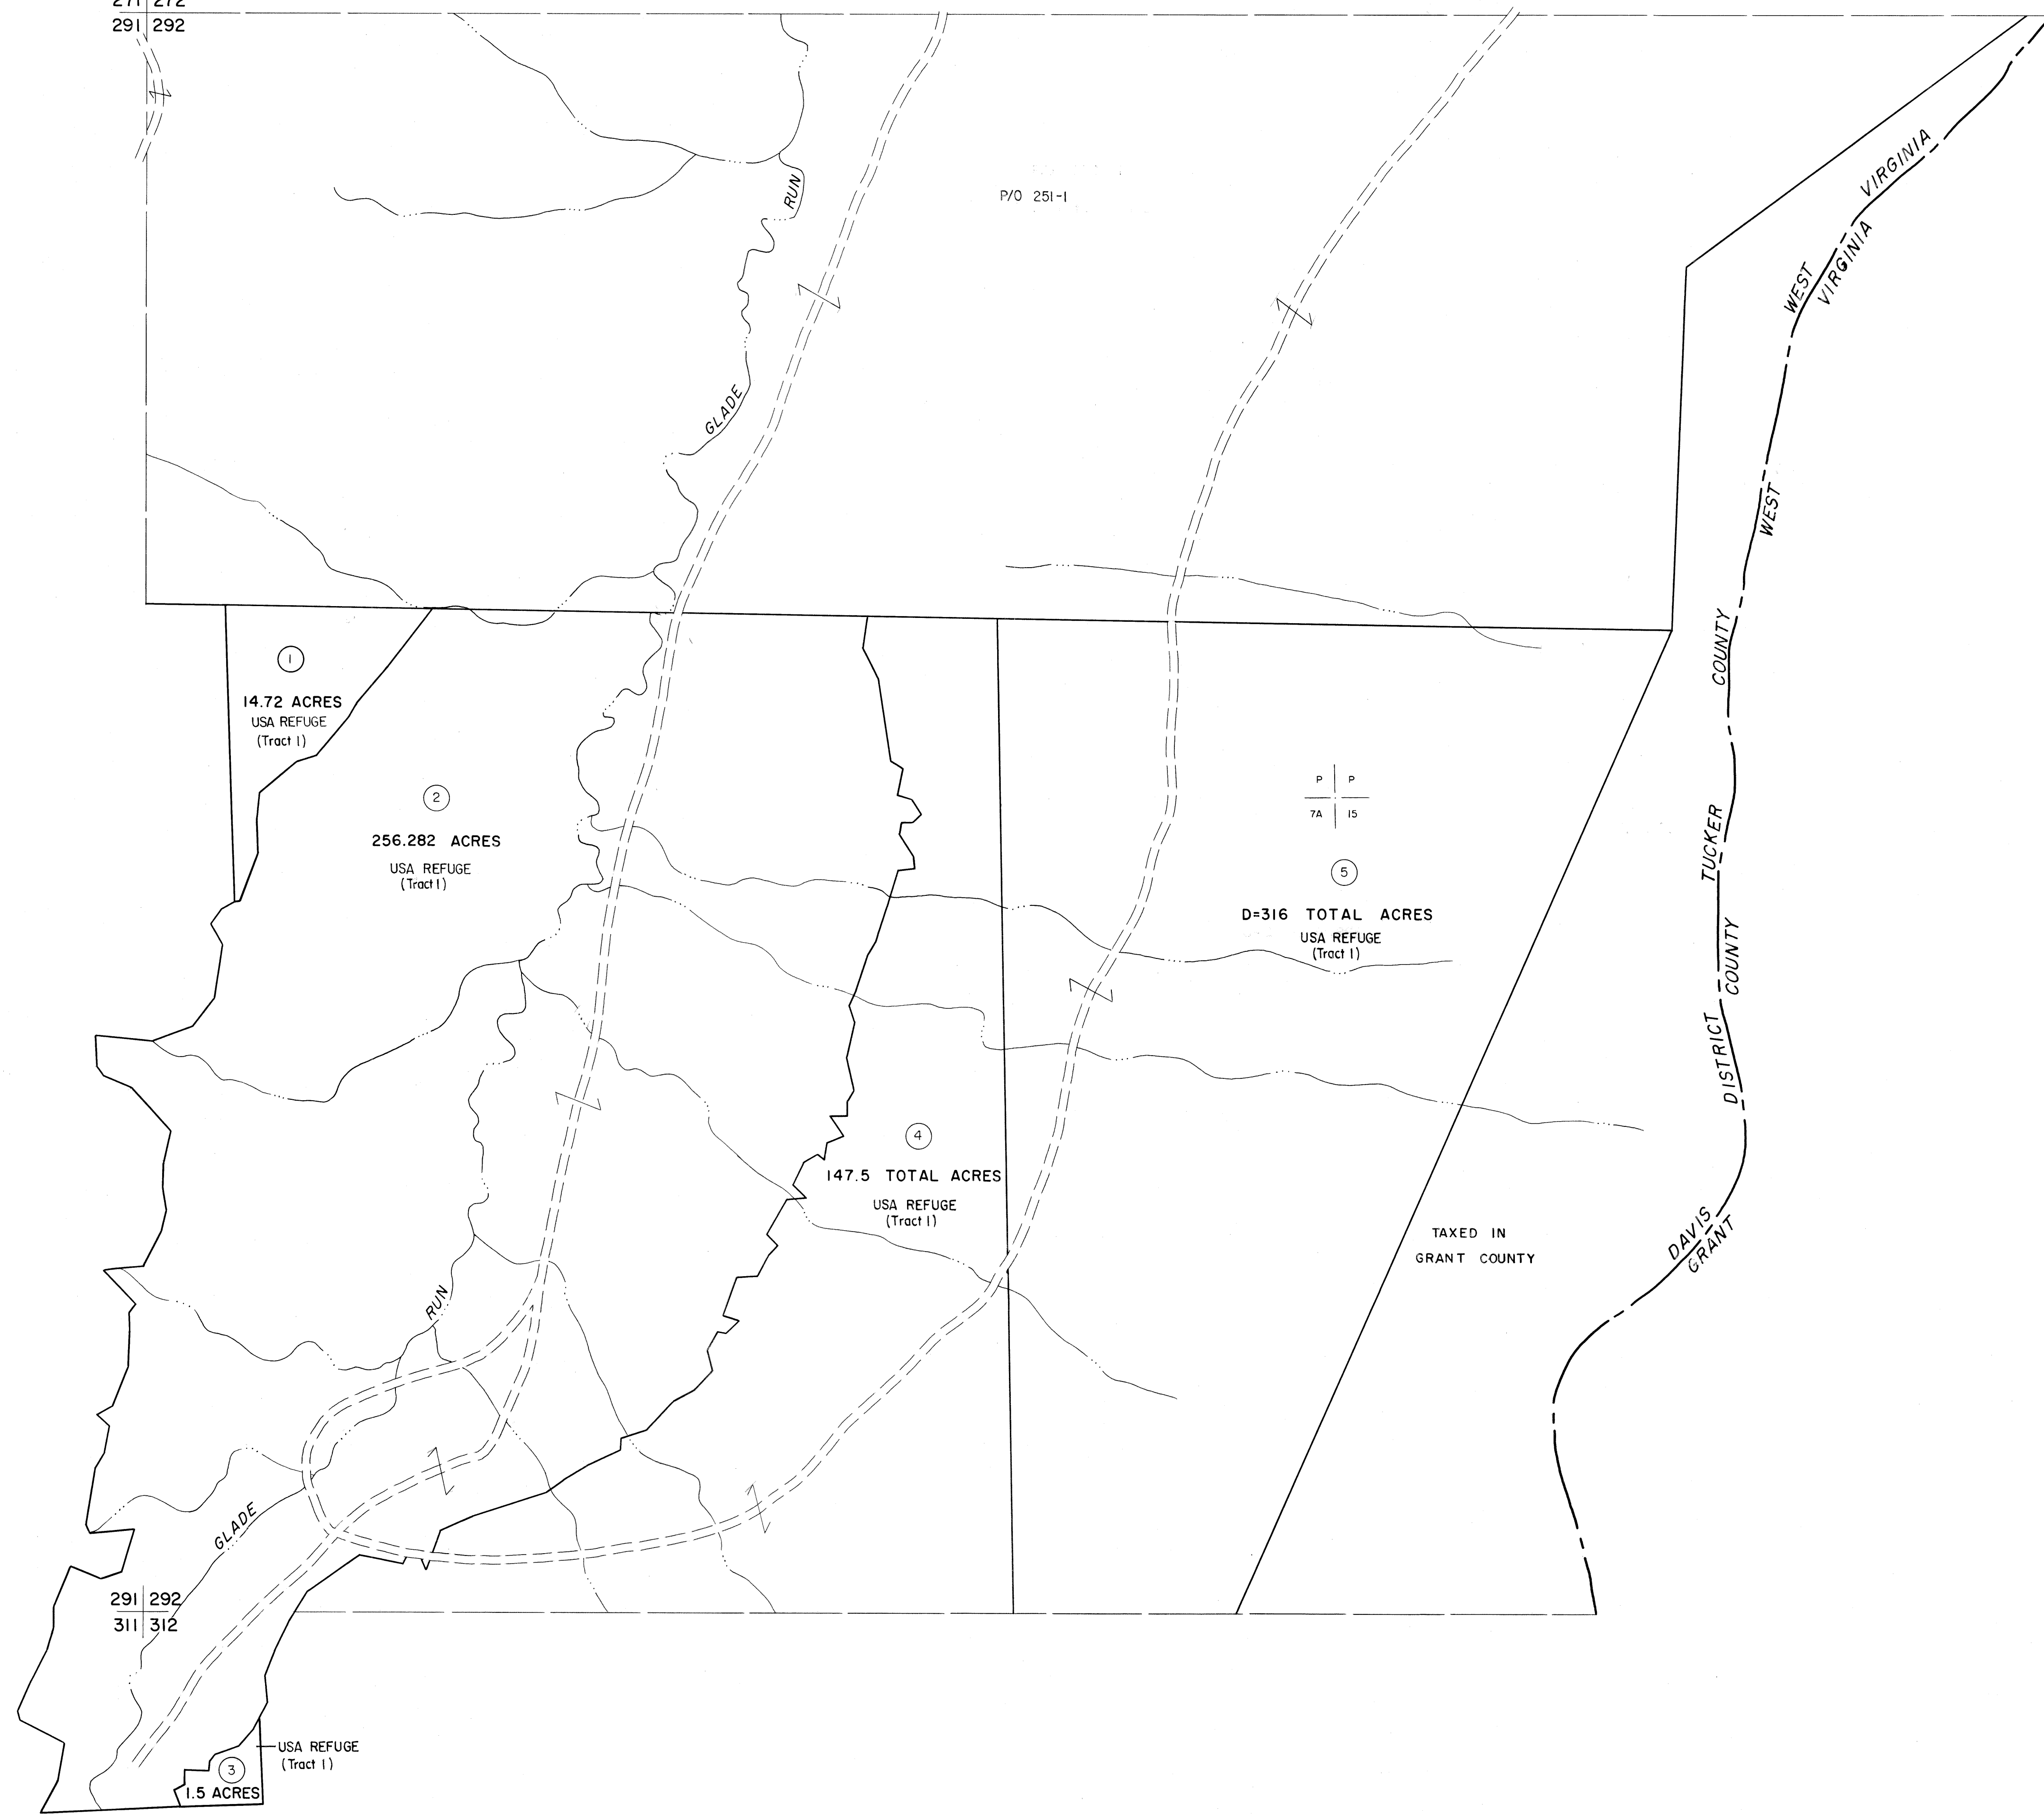 271 272
291 292
VIRGINIA
RUN
P/O 251-1
VIRGINIA
WEST
GLADE
WEST
COUNTY
1
14.72 ACRES
USA REFUGE
(Tract 1)
P P
7A 15
2
256.282 ACRES
USA REFUGE
(Tract 1)
TUCKER
5
D=316 TOTAL ACRES
USA REFUGE
(Tract 1)
COUNTY
DISTRICT
4
147.5 TOTAL ACRES
USA REFUGE
(Tract 1)
DAVIS
GRANT
TAXED IN
GRANT COUNTY
RUN
GLADE
291 292
311 312
USA REFUGE
(Tract 1)
3
1.5 ACRES